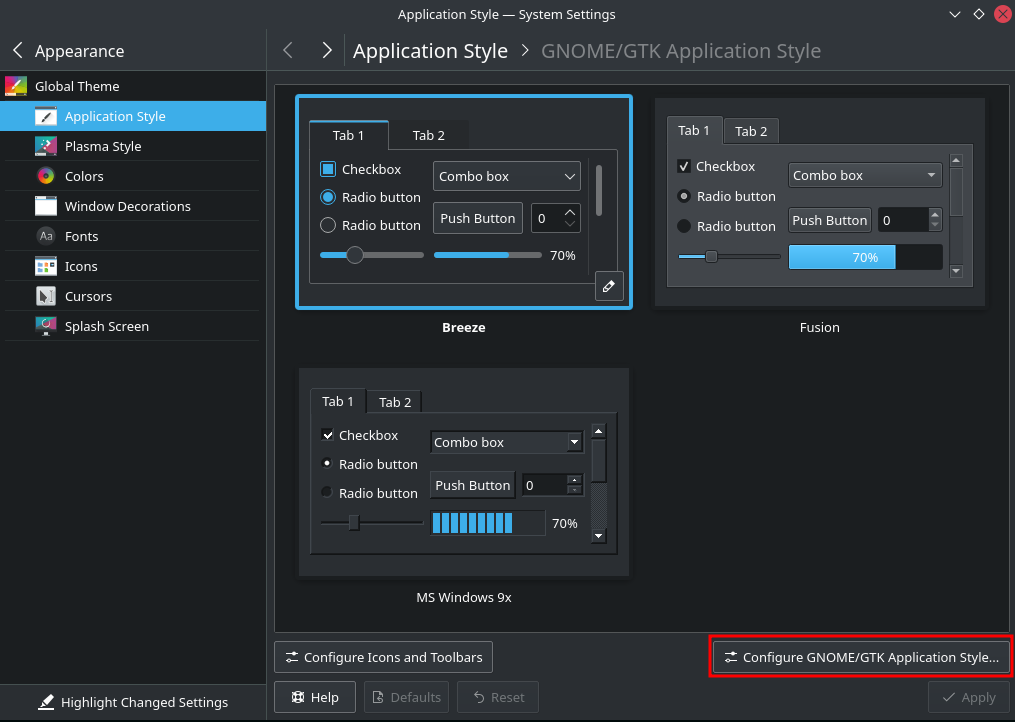 Application Style — System Settings
Appearance
Application Style > GNOME/GTK Application Style
Global Theme
Application Style
Plasma Style
Colors
Window Decorations
Aa Fonts
Icons
Cursors
Splash Screen
Highlight Changed Settings
Tab 1 Tab 2
Checkbox Combo box
Radio button
Push Button 0
Radio button
70%
Breeze
Tab 1 Tab 2
Checkbox Combo box
Radio button
Push Button 0
Radio button
70%
Fusion
Tab 1 Tab 2
Checkbox Combo box
Radio button
Push Button 0
Radio button
70%
MS Windows 9x
Configure Icons and Toolbars
Configure GNOME/GTK Application Style...
Help Defaults Reset Apply